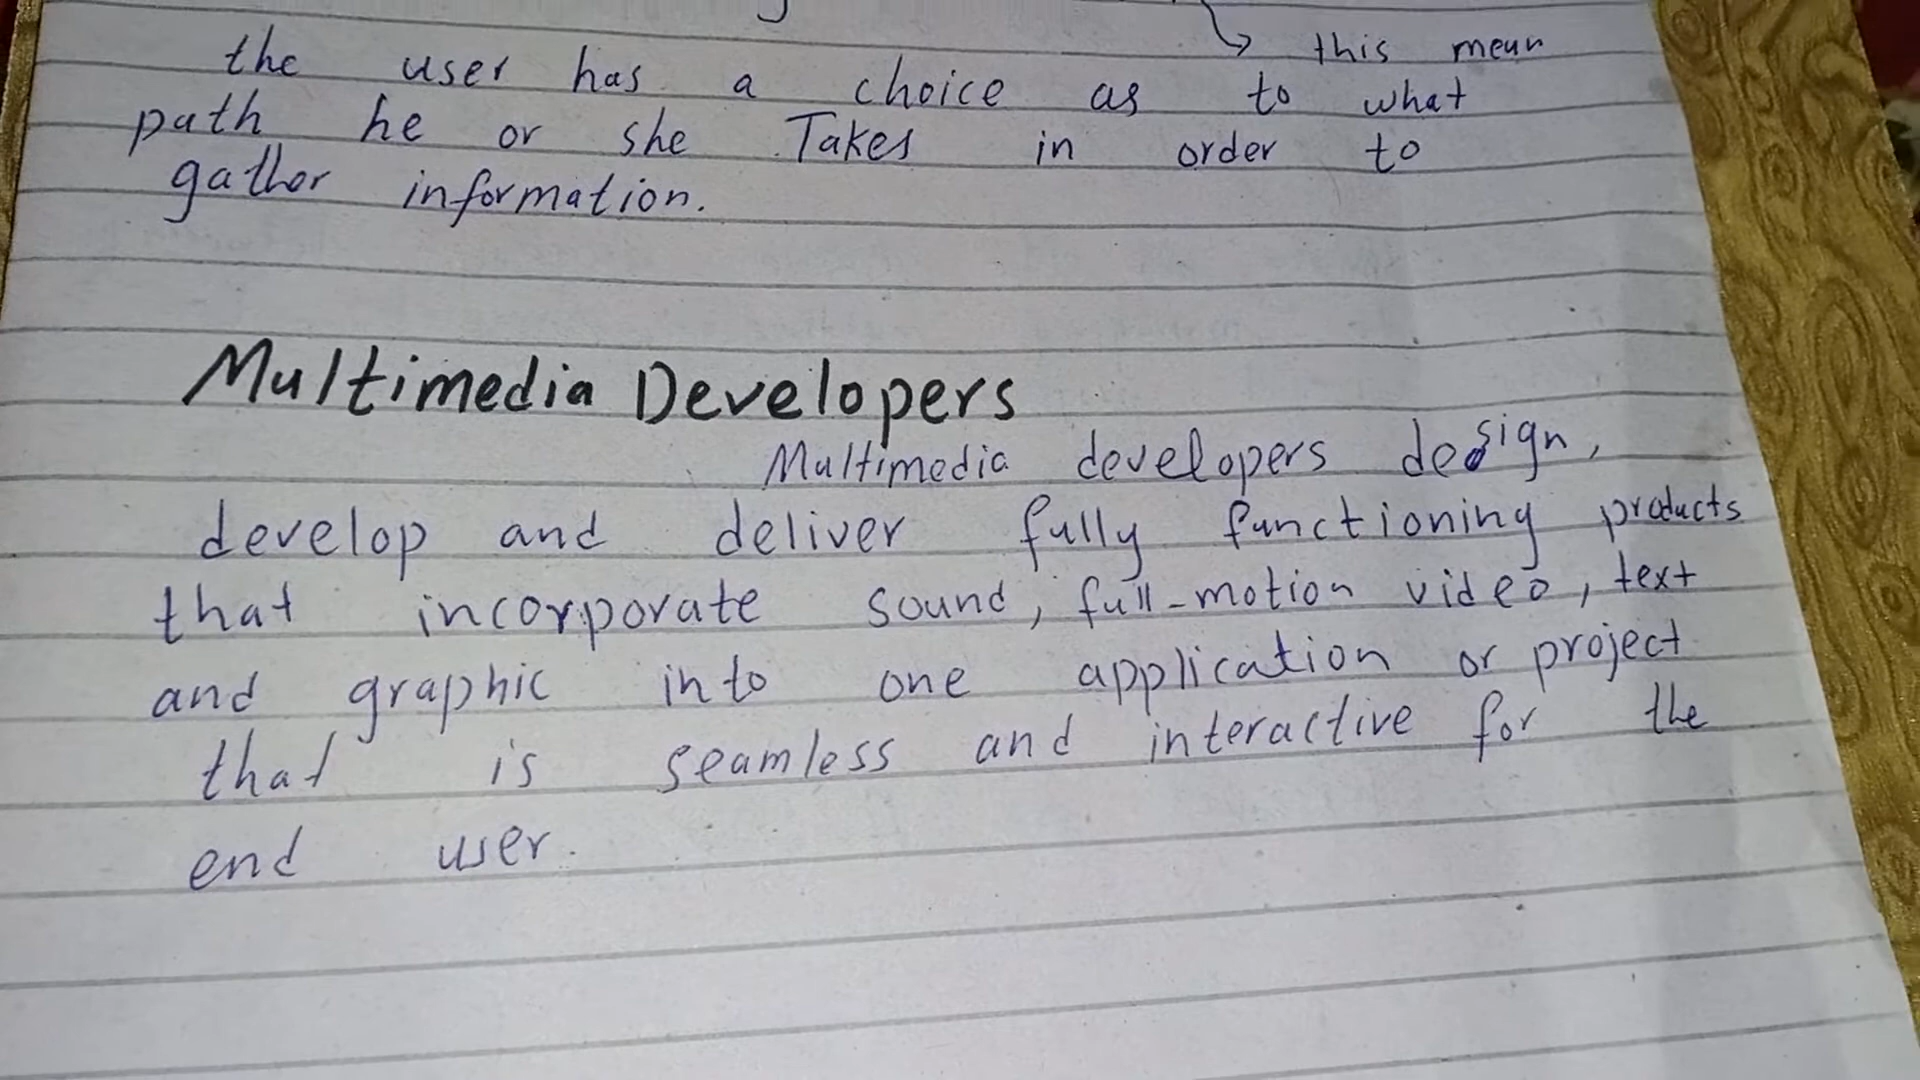 this mean
the user has a choice as to what
path he or she Takes in order to
gather information.
Multimedia Developers
Multimedia developers design,
develop and deliver fully functioning products
that incorporate sound, full-motion video, text
and graphic into one application or project
that is seamless and interactive for the
end user.